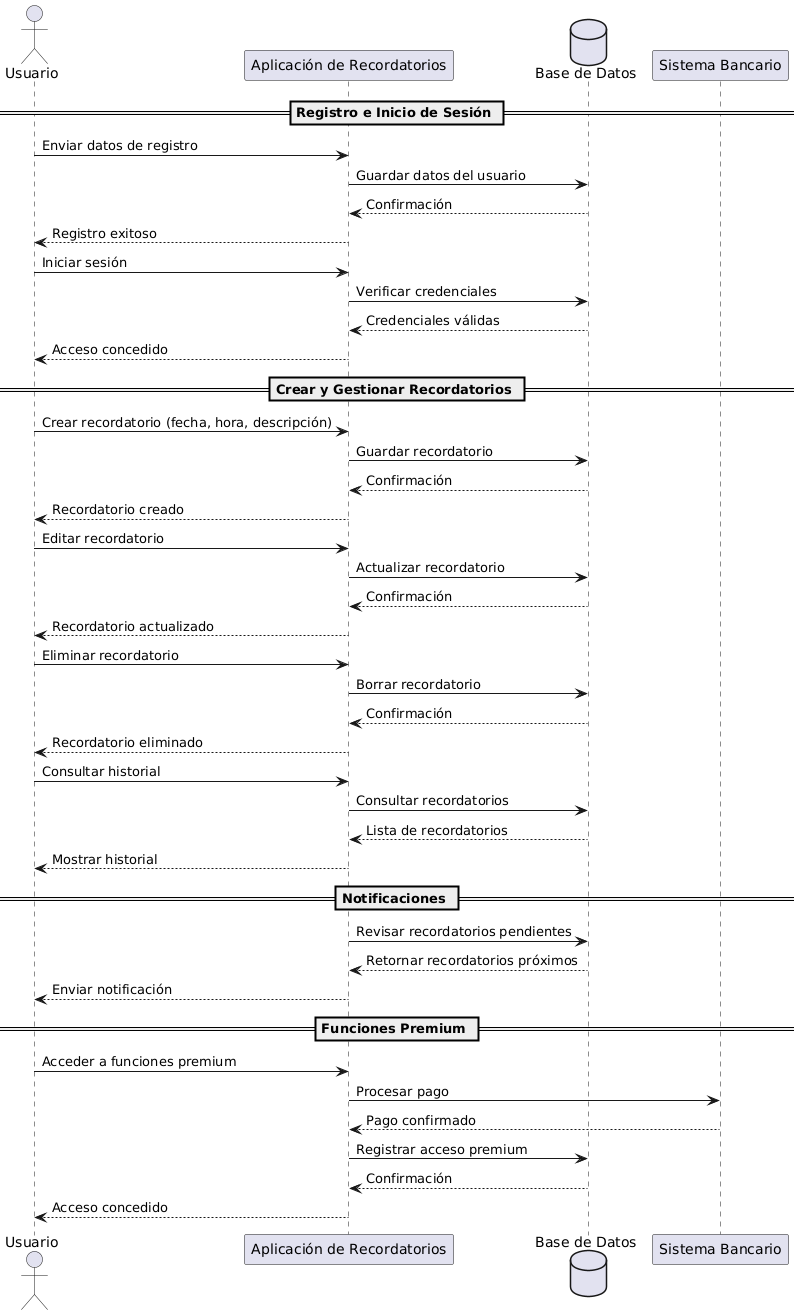 Usuario
Aplicación de Recordatorios
Base de Datos
Sistema Bancario
Registro e Inicio de Sesión
Enviar datos de registro
Guardar datos del usuario
Confirmación
Registro exitoso
Iniciar sesión
Verificar credenciales
Credenciales válidas
Acceso concedido
Crear y Gestionar Recordatorios
Crear recordatorio (fecha, hora, descripción)
Guardar recordatorio
Confirmación
Recordatorio creado
Editar recordatorio
Actualizar recordatorio
Confirmación
Recordatorio actualizado
Eliminar recordatorio
Borrar recordatorio
Confirmación
Recordatorio eliminado
Consultar historial
Consultar recordatorios
Lista de recordatorios
Mostrar historial
Notificaciones
Revisar recordatorios pendientes
Retornar recordatorios próximos
Enviar notificación
Funciones Premium
Acceder a funciones premium
Procesar pago
Pago confirmado
Registrar acceso premium
Confirmación
Acceso concedido
Usuario
Aplicación de Recordatorios
Base de Datos
Sistema Bancario